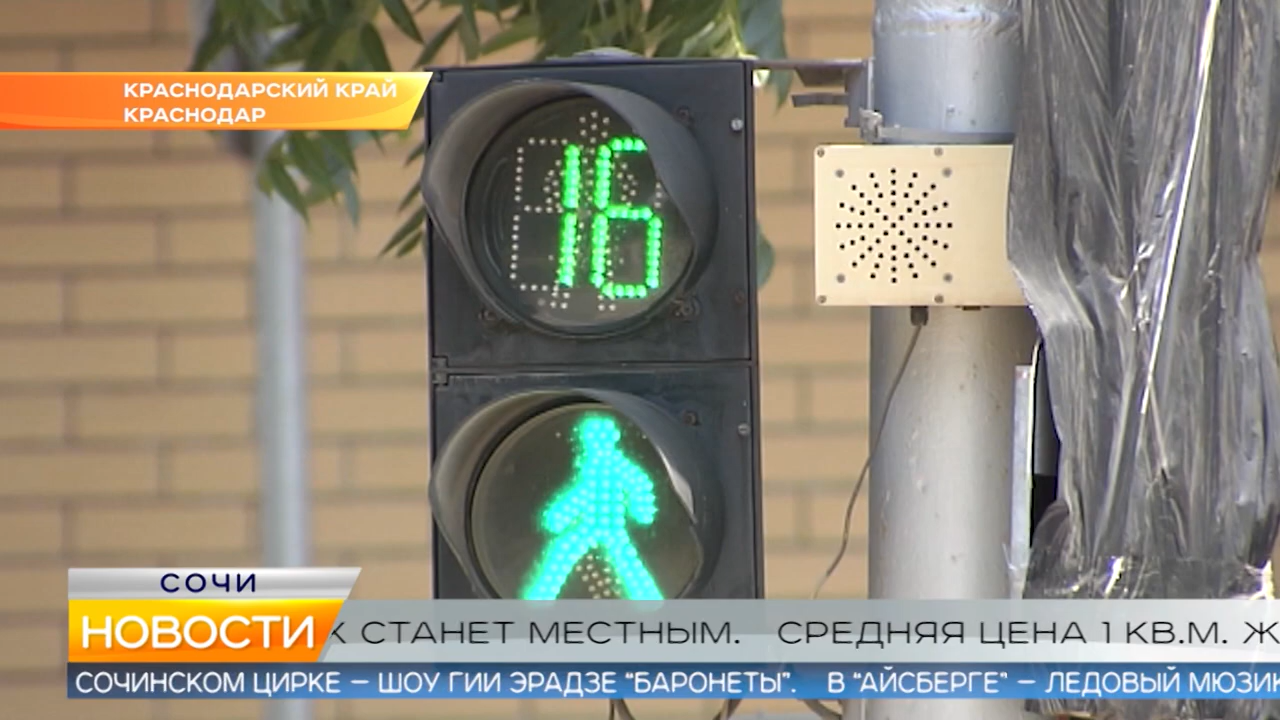 КРАСНОДАРСКИЙ КРАЙ
КРАСНОДАР
16
СОЧИ
НОВОСТИ
Х СТАНЕТ МЕСТНЫМ. СРЕДНЯЯ ЦЕНА 1 КВ.М. Ж
СОЧИНСКОМ ЦИРКЕ – ШОУ ГИИ ЭРАДЗЕ "БАРОНЕТЫ". В "АЙСБЕРГЕ" – ЛЕДОВЫЙ МЮЗИК